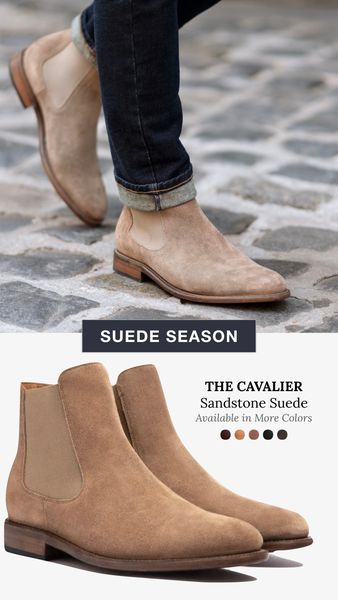 SUEDE SEASON
THE CAVALIER
Sandstone Suede
Available in More Colors